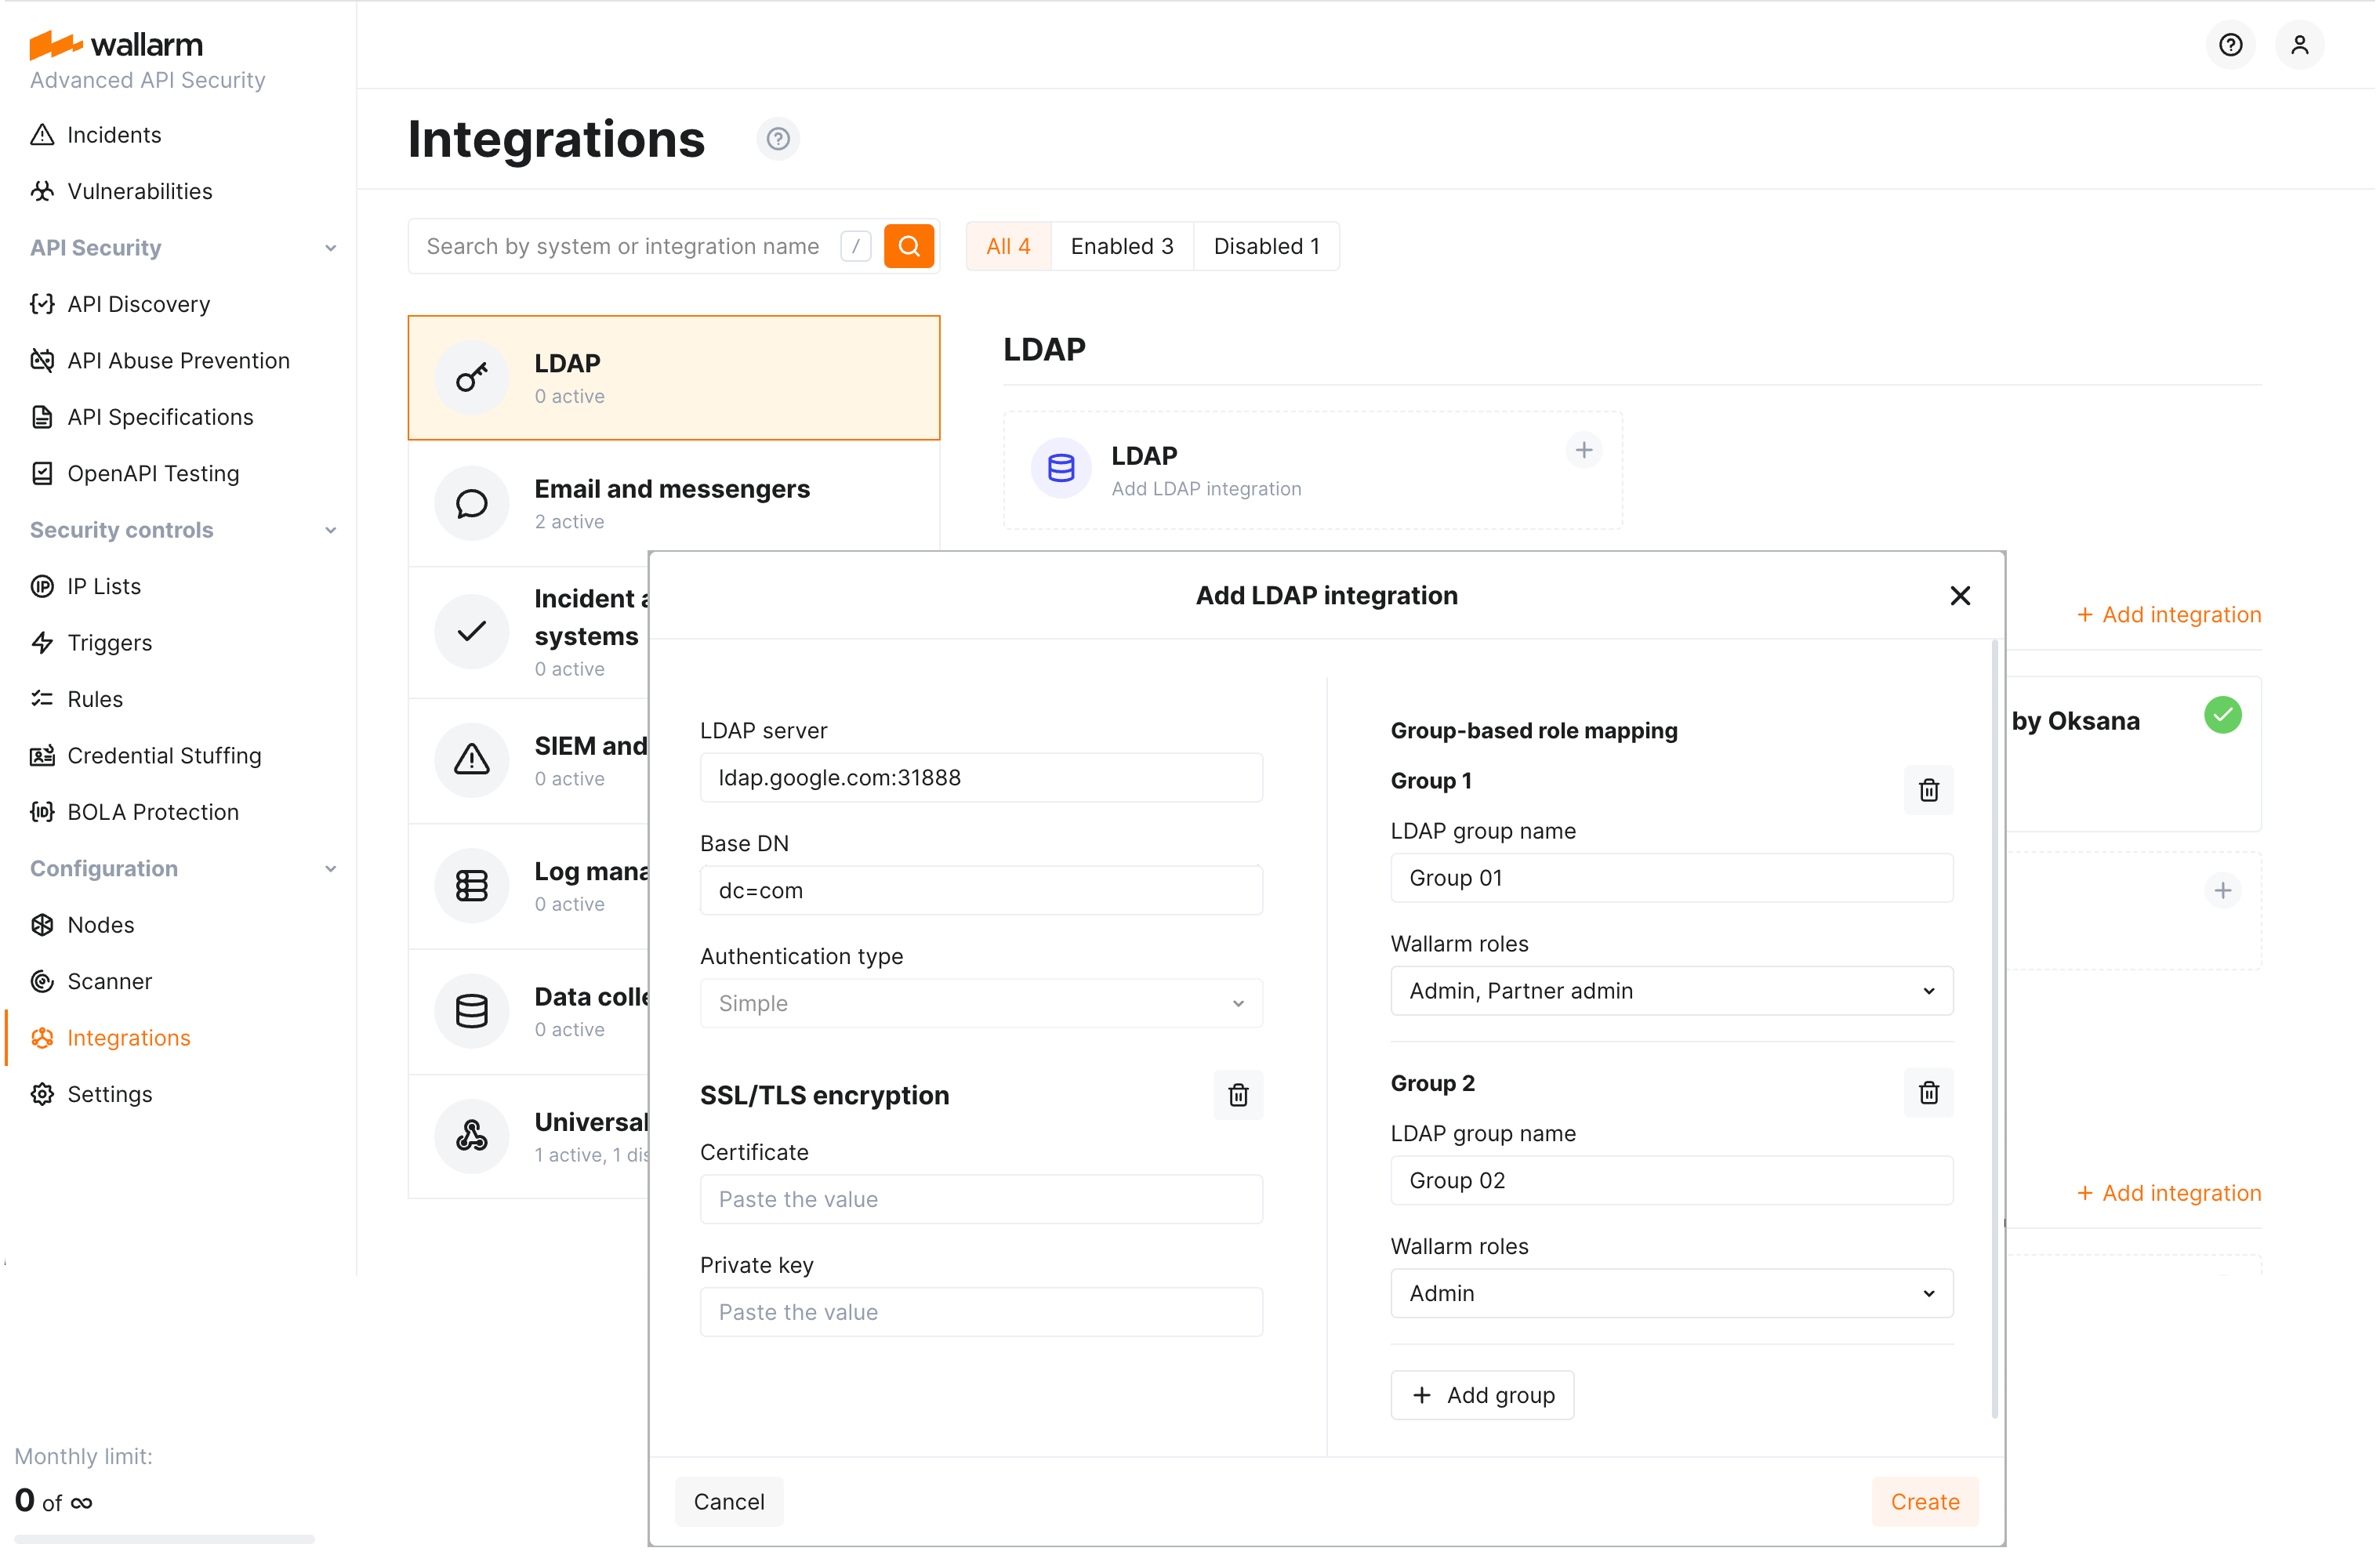 wallarm
Advanced API Security
Incidents
Vulnerabilities
API Security
API Discovery
API Abuse Prevention
API Specifications
OpenAPI Testing
Security controls
IP Lists
Triggers
Rules
Credential Stuffing
BOLA Protection
Configuration
Nodes
Scanner
Integrations
Settings
Monthly limit:
0 of ∞
Integrations
Search by system or integration name /
All 4
Enabled 3
Disabled 1
LDAP
0 active
Email and messengers
2 active
Incident
systems
0 active
SIEM and
0 active
Log
0 active
Data
0 active
Universal
1 active, 1
LDAP
LDAP
Add LDAP integration
+ Add integration
by Oksana
+ Add integration
Add LDAP integration
LDAP server
ldap.google.com:31888
Base DN
dc=com
Authentication type
Simple
SSL/TLS encryption
Certificate
Paste the value
Private key
Paste the value
Group-based role mapping
Group 1
LDAP group name
Group 01
Wallarm roles
Admin, Partner admin
Group 2
LDAP group name
Group 02
Wallarm roles
Admin
+ Add group
Cancel
Create